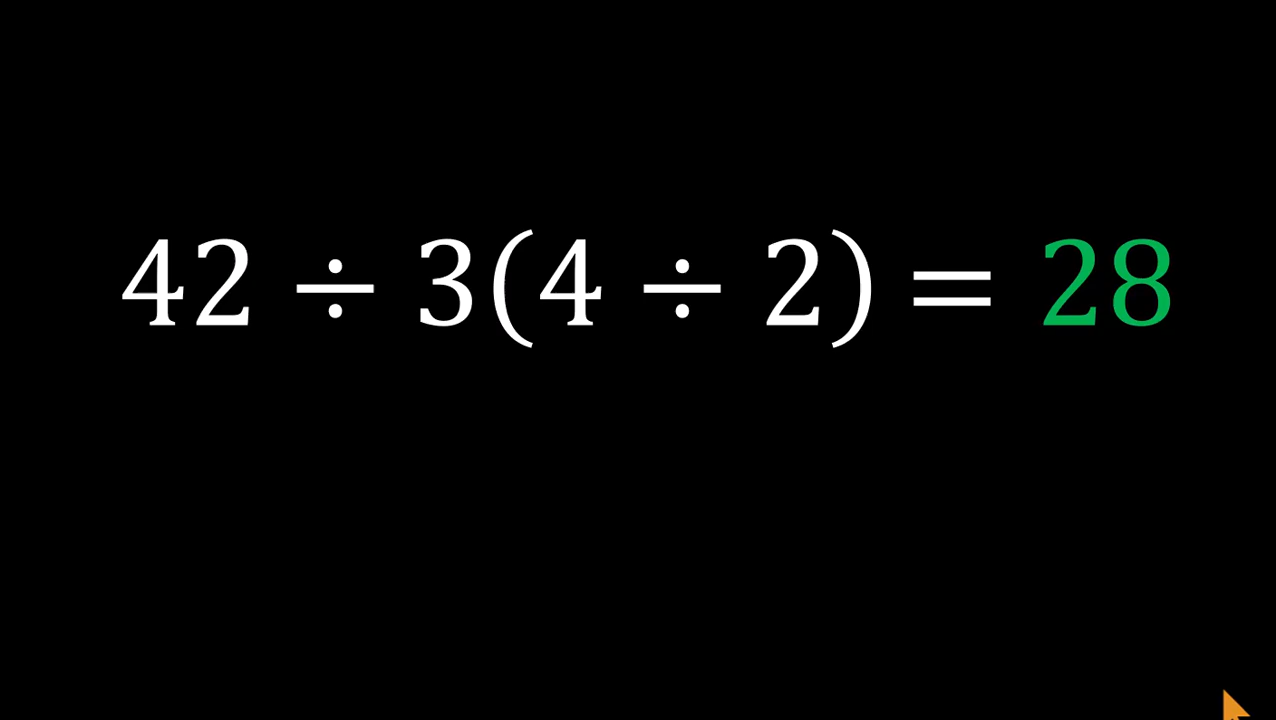 42 ÷ 3(4 ÷ 2) = 28